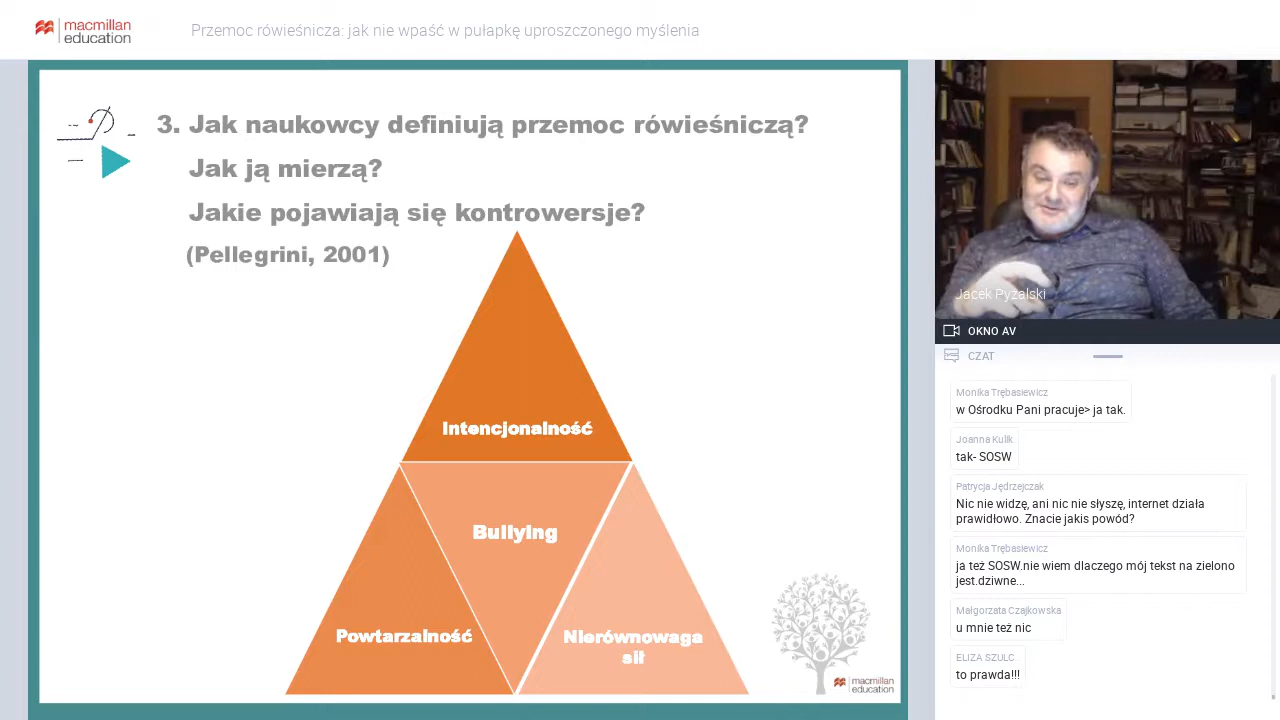 macmillan
education
Przemoc rówieśnicza: jak nie wpaść w pułapkę uproszczonego myślenia
3. Jak naukowcy definiują przemoc rówieśniczą?
Jak ją mierzą?
Jakie pojawiają się kontrowersje?
(Pellegrini, 2001)
Intencjonalność
Bullying
Powtarzalność
Nierównowaga
sił
macmillan
education
Jacek Pyżalski
OKNO AV
CZAT
Monika Trębasiewicz
w Ośrodku Pani pracuje> ja tak.
Joanna Kulik
tak- SOSW
Patrycja Jędrzejczak
Nic nie widzę, ani nic nie słyszę, internet działa
prawidłowo. Znacie jakis powód?
Monika Trębasiewicz
ja też SOSW.nie wiem dlaczego mój tekst na zielono
jest.dziwne...
Małgorzata Czajkowska
u mnie też nic
ELIZA SZULC
to prawda!!!